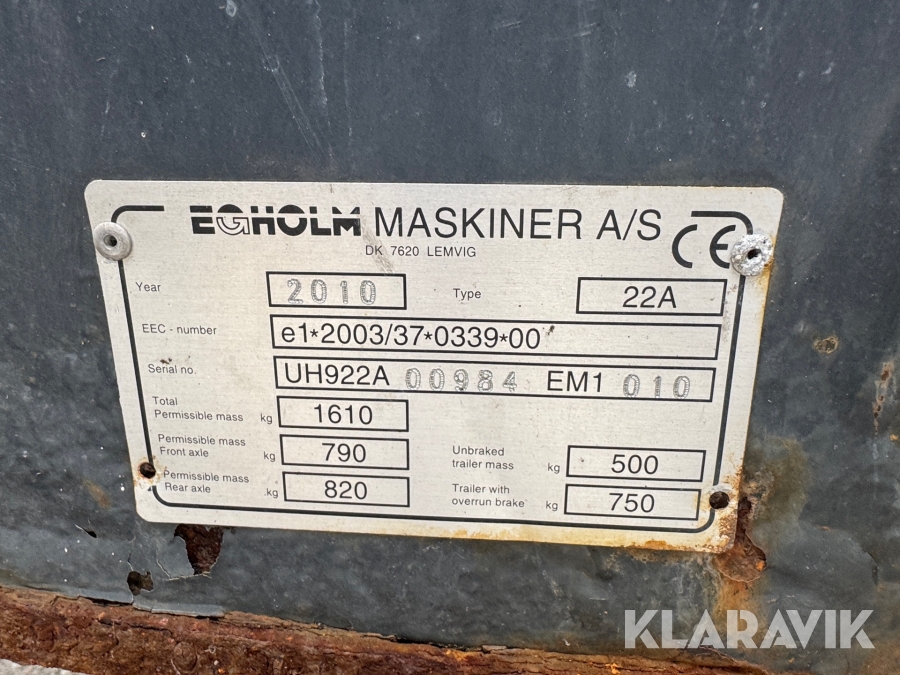 EGHOLM MASKINER A/S
DK 7620 LEMVIG
CE
Year 2010 Type 22A
EEC - number e1*2003/37*0339*00
Serial no. UH922A 00984 EM1 010
Total
Permissible mass kg 1610
Permissible mass
Front axle kg 790
Unbraked
trailer mass kg 500
Permissible mass
Rear axle kg 820
Trailer with
overrun brake kg 750
KLARAVIK